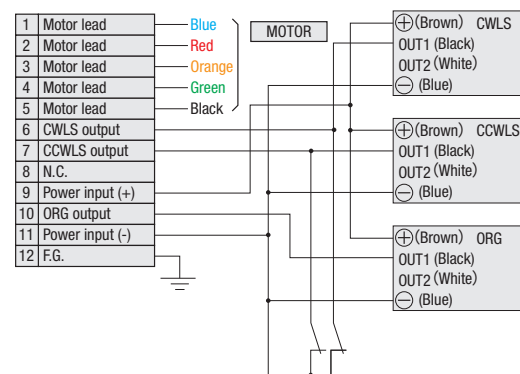 1 Motor lead
2 Motor lead
3 Motor lead
4 Motor lead
5 Motor lead
6 CWLS output
7 CCWLS output
8 N.C.
9 Power input (+)
10 ORG output
11 Power input (-)
12 F.G.
Blue
Red
Orange
Green
Black
MOTOR
+ (Brown) CWLS
OUT1 (Black)
OUT2 (White)
− (Blue)
+ (Brown) CCWLS
OUT1 (Black)
OUT2 (White)
− (Blue)
+ (Brown) ORG
OUT1 (Black)
OUT2 (White)
− (Blue)